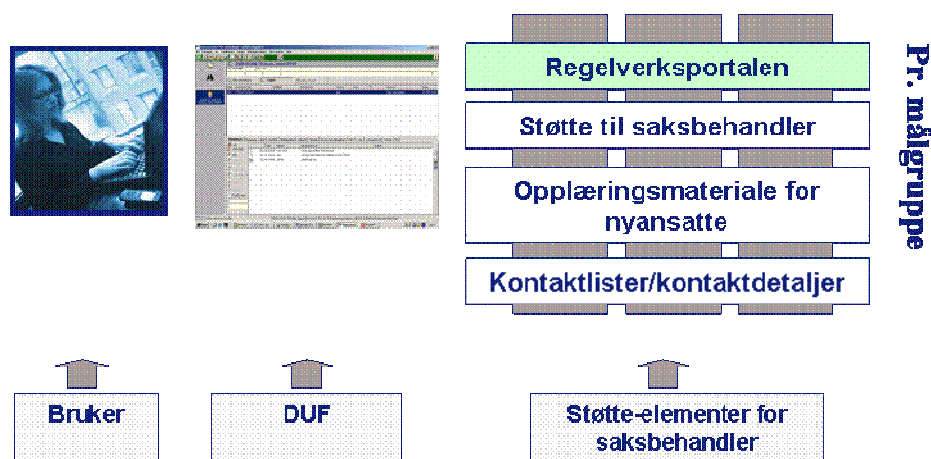 Regelverksportalen
Støtte til saksbehandler
Opplæringsmateriale for
nyansatte
Kontaktlister/kontaktdetaljer
Pr. målgruppe
Bruker
DUF
Støtte-elementer for
saksbehandler